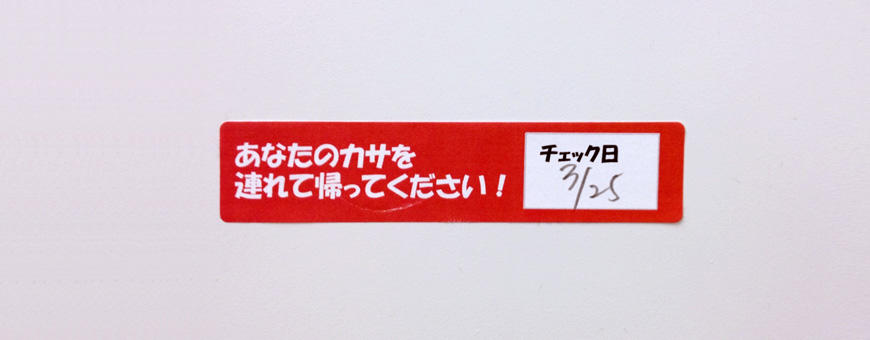 あなたのカサを
連れて帰ってください！
チェック日
3/25